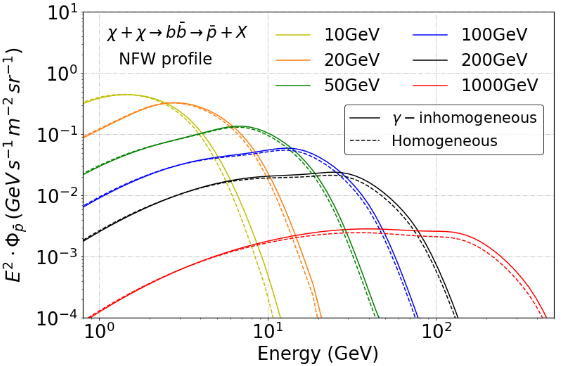 χ + χ → b b̄ → p̄ + X
NFW profile
10GeV
20GeV
50GeV
100GeV
200GeV
1000GeV
γ − inhomogeneous
Homogeneous
E² · Φp̄ (GeV s⁻¹ m⁻² sr⁻¹)
10¹
10⁰
10⁻¹
10⁻²
10⁻³
10⁻⁴
10⁰
10¹
10²
Energy (GeV)